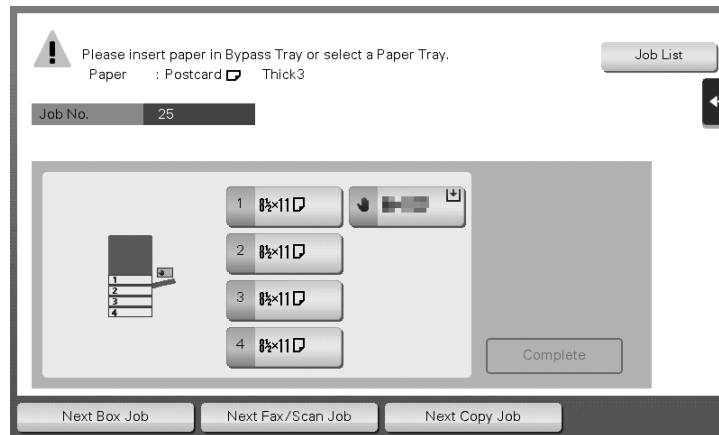 Please insert paper in Bypass Tray or select a Paper Tray.
Job List
Paper : Postcard Thick3
Job No. 25
1 8½×11
2 8½×11
3 8½×11
4 8½×11
1
2
3
4
Complete
Next Box Job
Next Fax/Scan Job
Next Copy Job